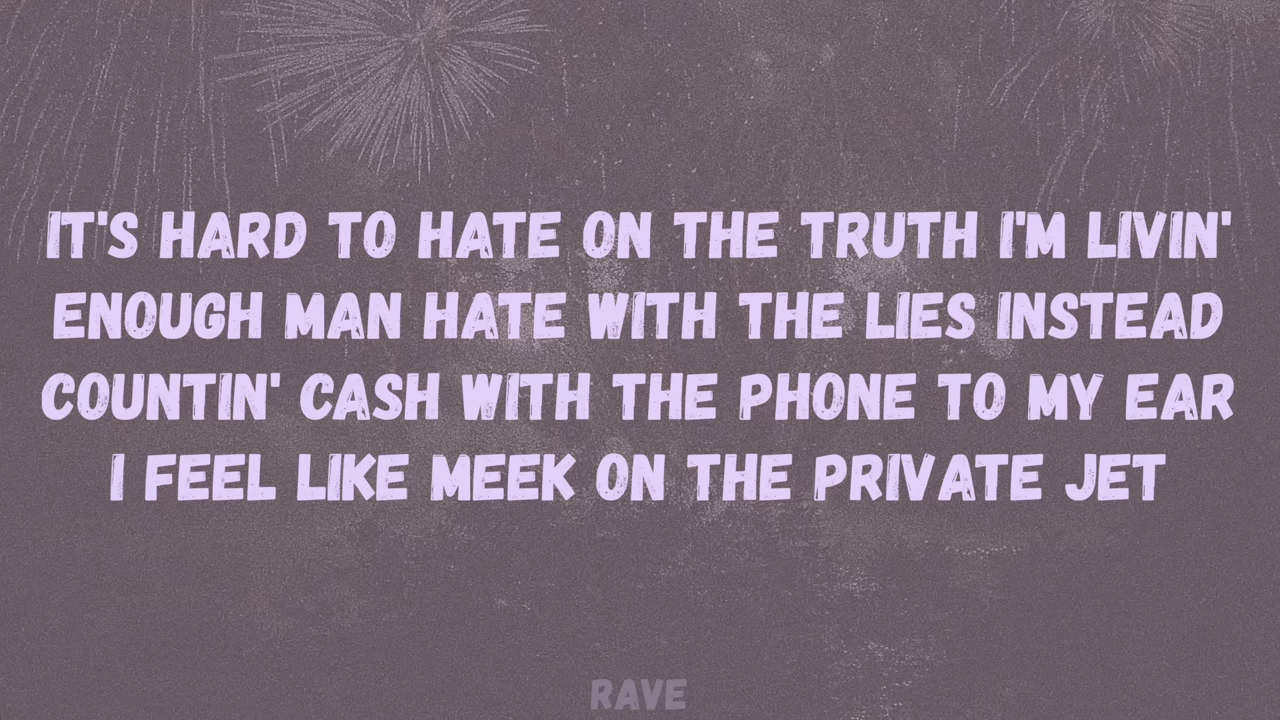 IT'S HARD TO HATE ON THE TRUTH I'M LIVIN'
ENOUGH MAN HATE WITH THE LIES INSTEAD
COUNTIN' CASH WITH THE PHONE TO MY EAR
I FEEL LIKE MEEK ON THE PRIVATE JET
RAVE